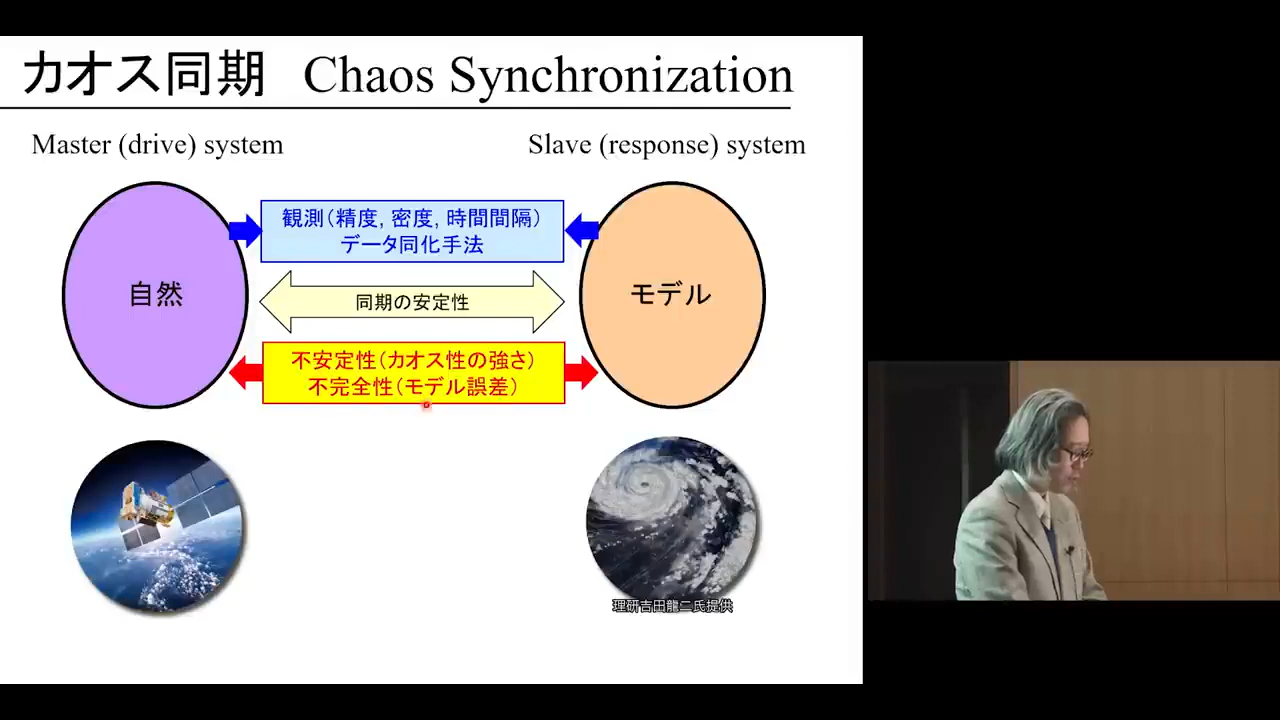 カオス同期 Chaos Synchronization
Master (drive) system
Slave (response) system
観測(精度, 密度, 時間間隔)
データ同化手法
自然
同期の安定性
モデル
不安定性(カオス性の強さ)
不完全性(モデル誤差)
理研吉田龍二氏提供